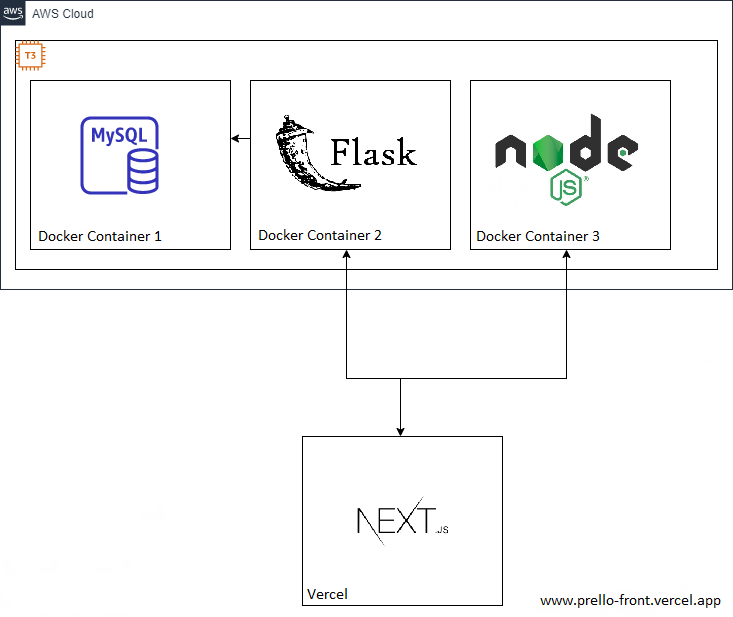 aws
AWS Cloud
T3
MySQL
Flask
node
JS
®
Docker Container 1
Docker Container 2
Docker Container 3
NEXT.JS
Vercel
www.prello-front.vercel.app